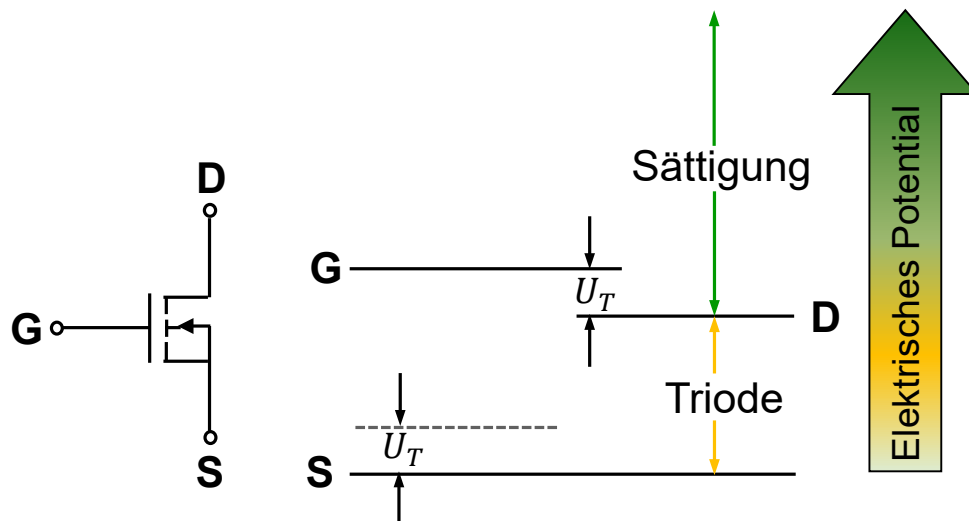 D
G
S
G
U_T
D
U_T
S
Sättigung
Triode
Elektrisches Potential